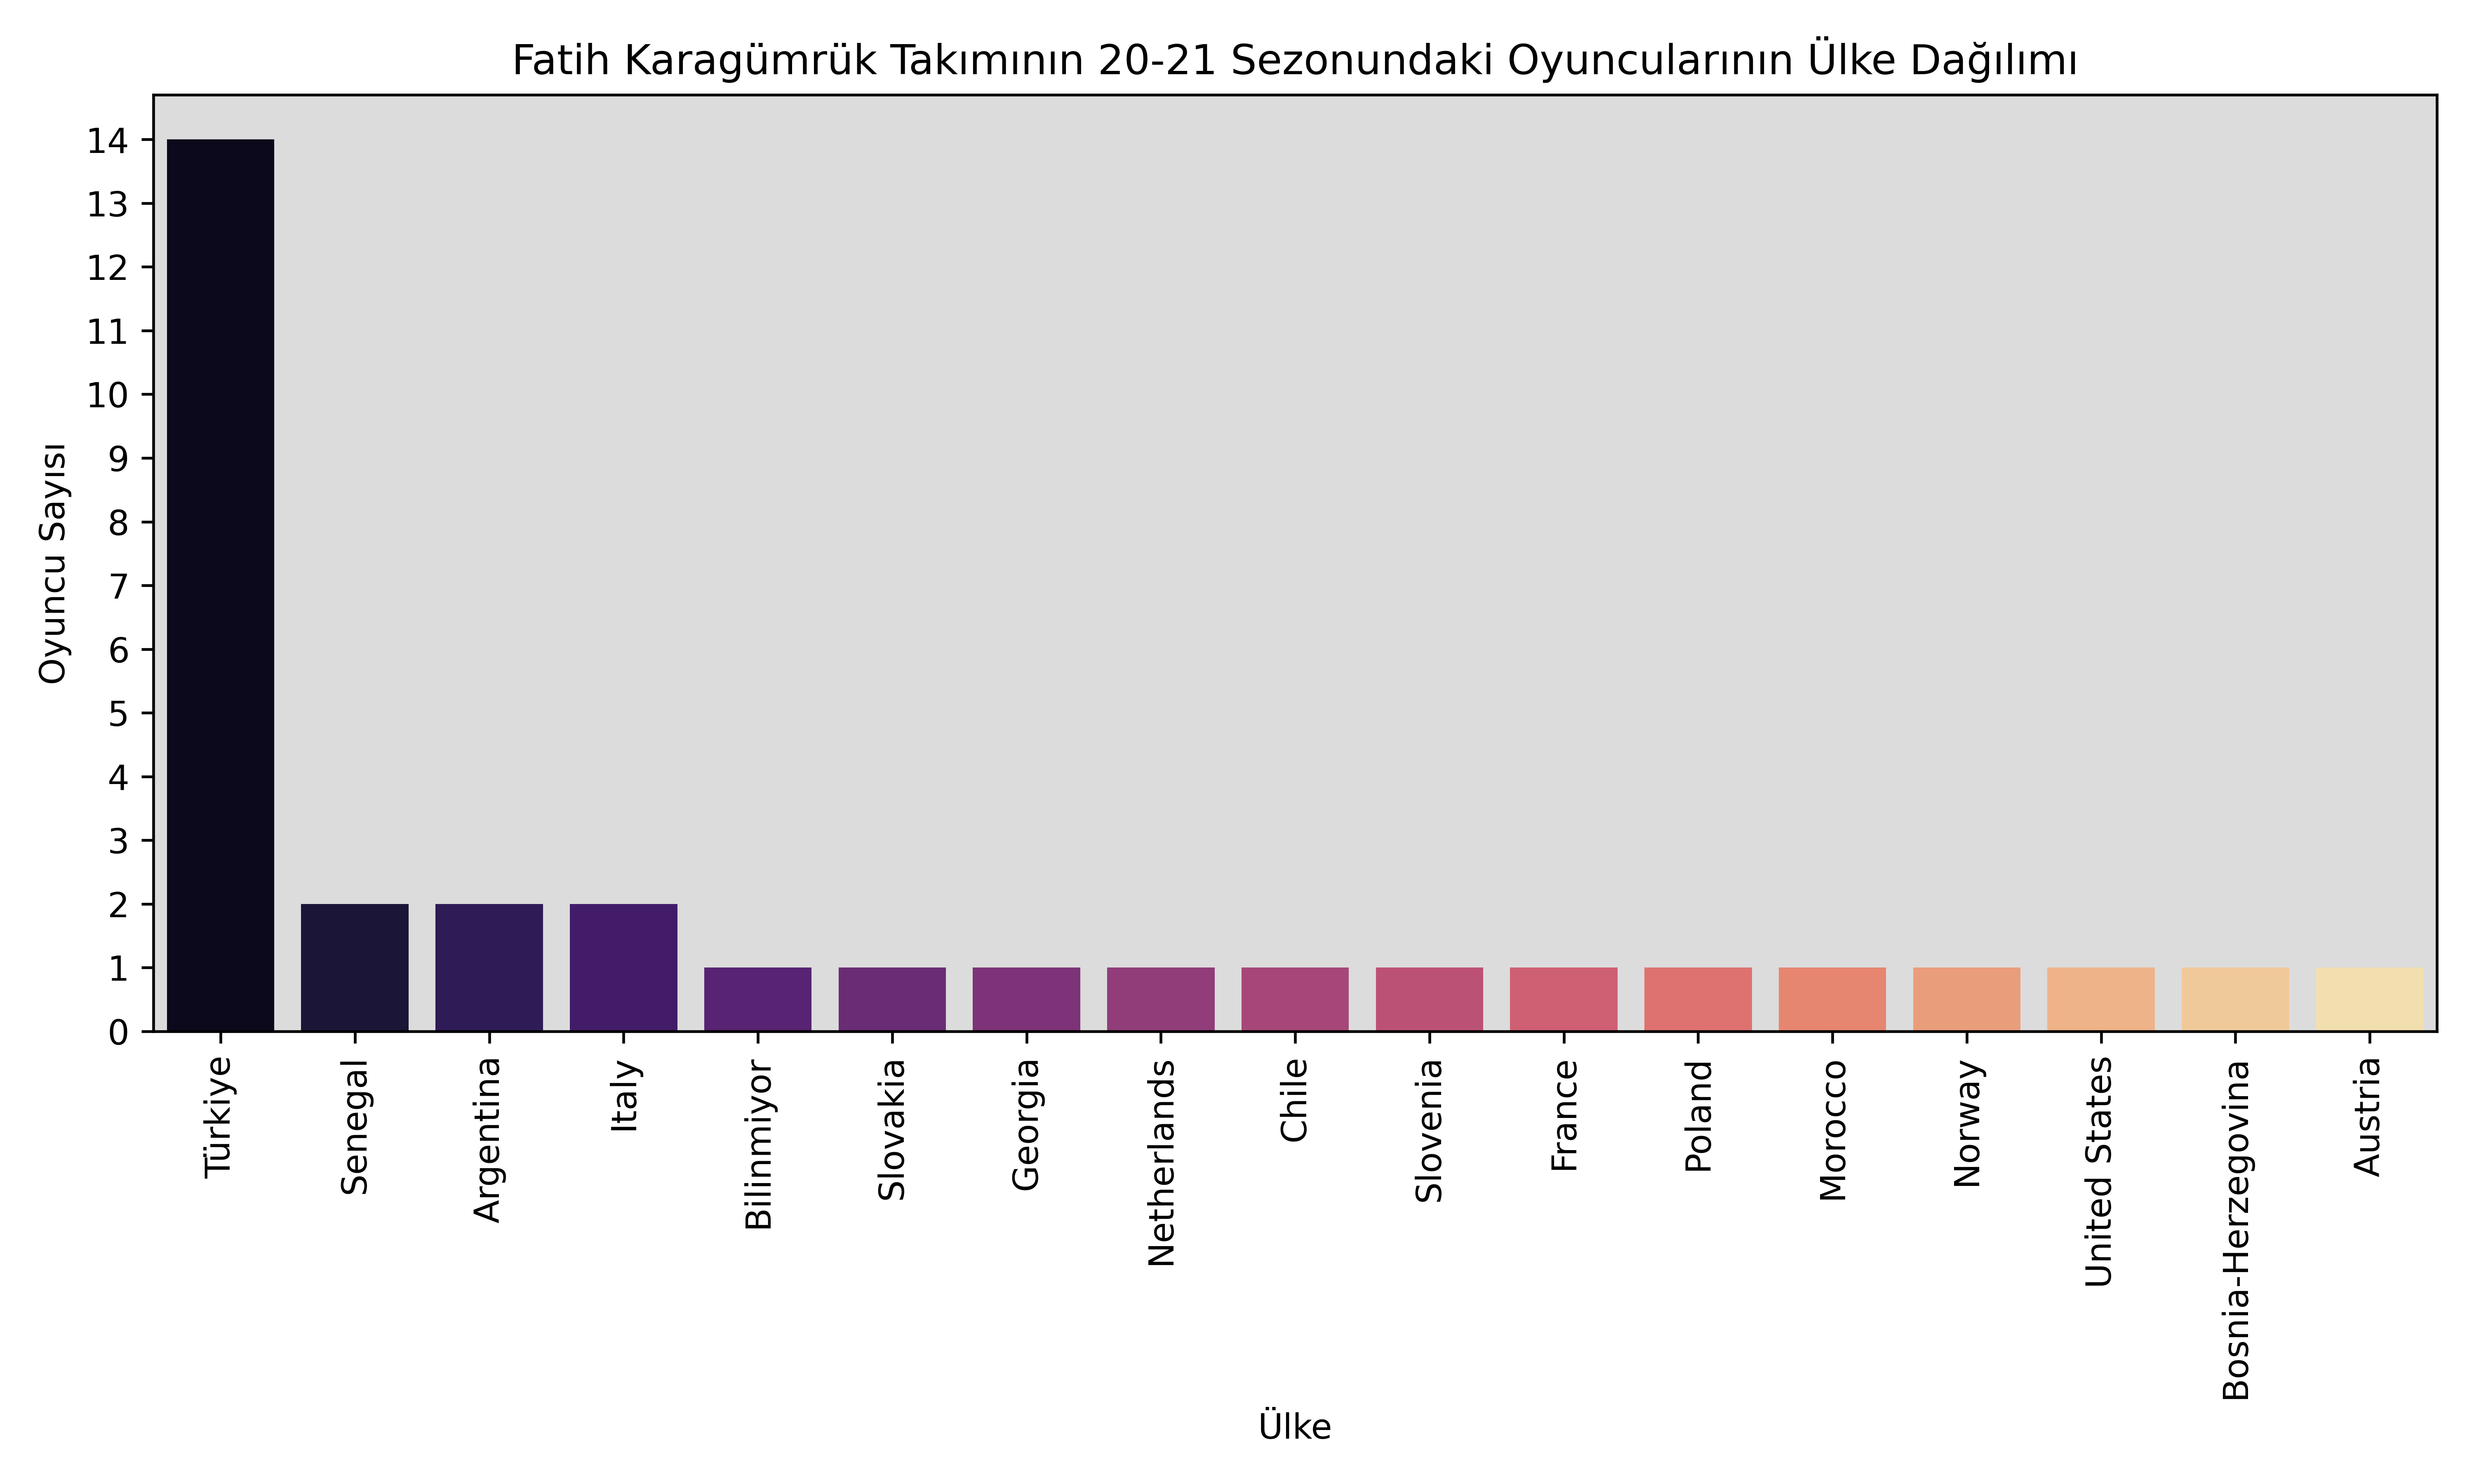 Fatih Karagümrük Takımının 20-21 Sezonundaki Oyuncularının Ülke Dağılımı
Oyuncu Sayısı
14
13
12
11
10
9
8
7
6
5
4
3
2
1
0
Türkiye
Senegal
Argentina
Italy
Bilinmiyor
Slovakia
Georgia
Netherlands
Chile
Slovenia
France
Poland
Morocco
Norway
United States
Bosnia-Herzegovina
Austria
Ülke